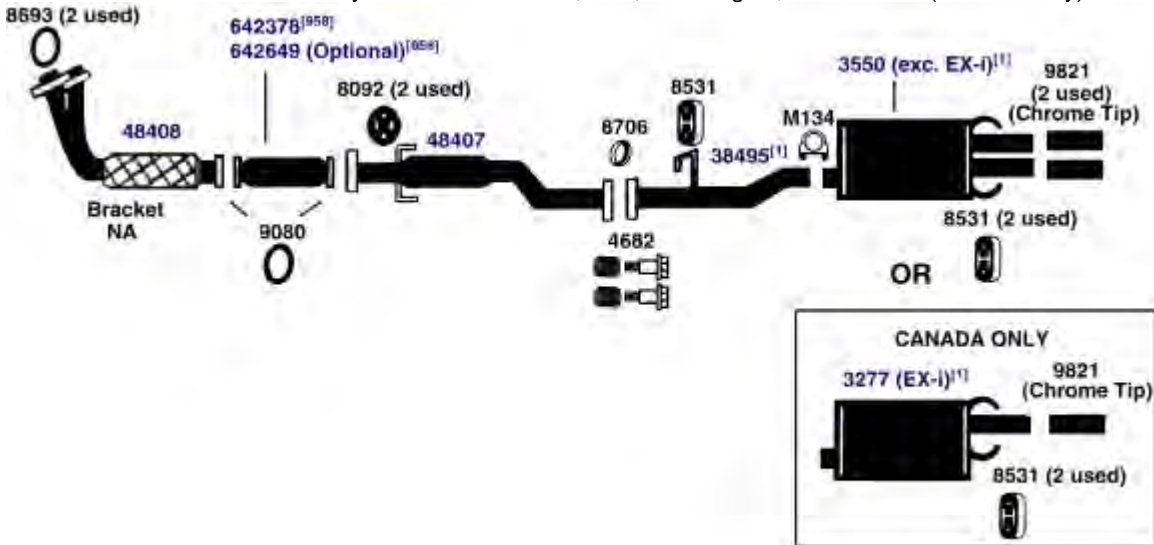 8693 (2 used)
642378[958]
642649 (Optional)[958]
8092 (2 used)
48408
48407
Bracket
NA
9080
8706
4682
8531
38495[1]
M134
3550 (exc. EX-i)[1]
9821
(2 used)
(Chrome Tip)
8531 (2 used)
OR
CANADA ONLY
3277 (EX-i)[1]
9821
(Chrome Tip)
8531 (2 used)